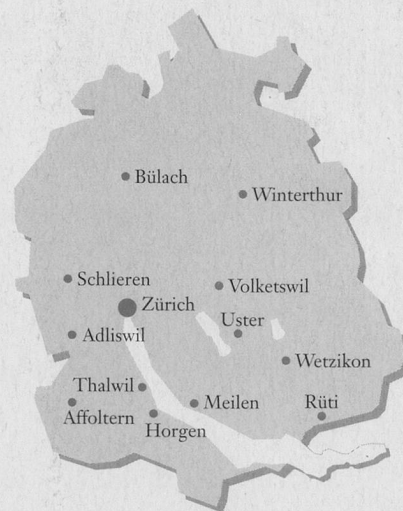 Bülach
Winterthur
Schlieren
Volketswil
Zürich
Uster
Adliswil
Wetzikon
Thalwil
Affoltern
Meilen
Rüti
Horgen